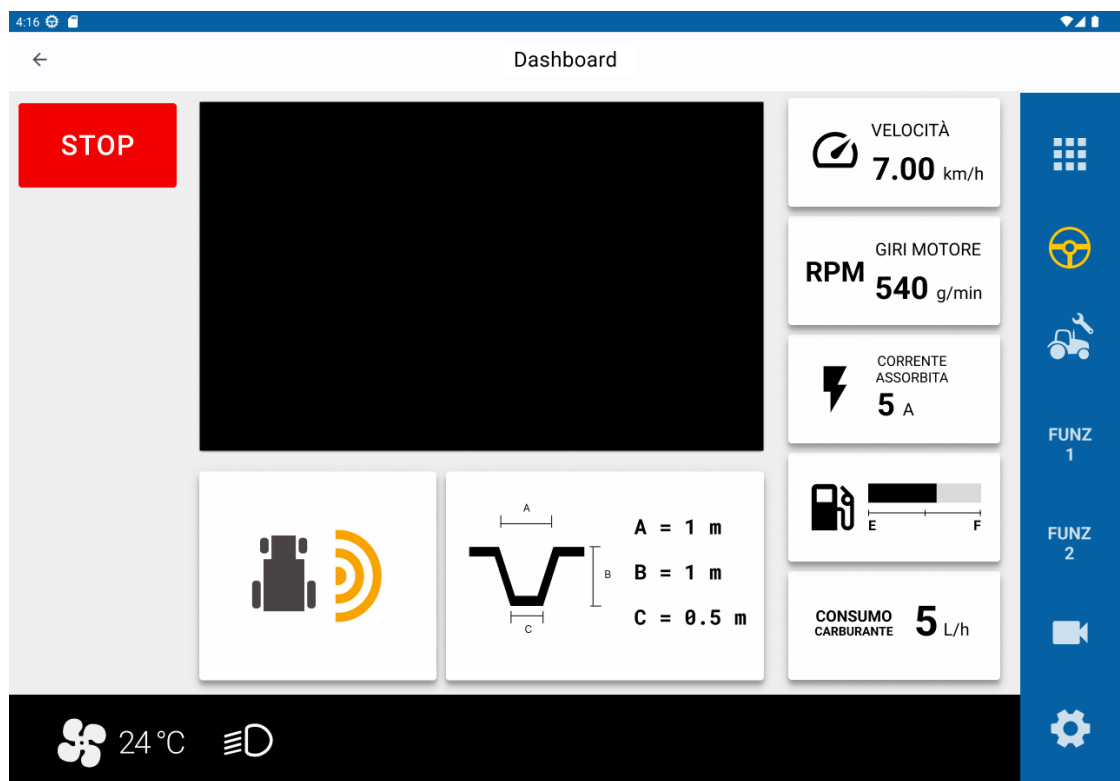 4:16
Dashboard
STOP
VELOCITÀ
7.00 km/h
RPM
GIRI MOTORE
540 g/min
CORRENTE
ASSORBITA
5 A
E F
CONSUMO
CARBURANTE
5 L/h
A
B
C
A = 1 m
B = 1 m
C = 0.5 m
FUNZ
1
FUNZ
2
24 °C